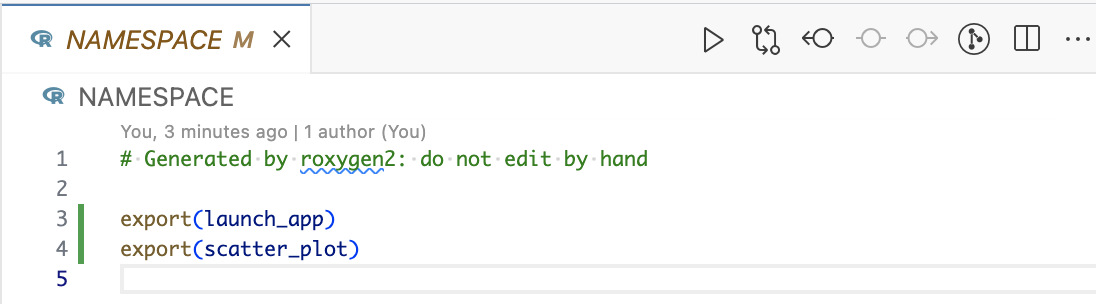 NAMESPACE M
NAMESPACE
You, 3 minutes ago | 1 author (You)
1 # Generated by roxygen2: do not edit by hand
2
3 export(launch_app)
4 export(scatter_plot)
5